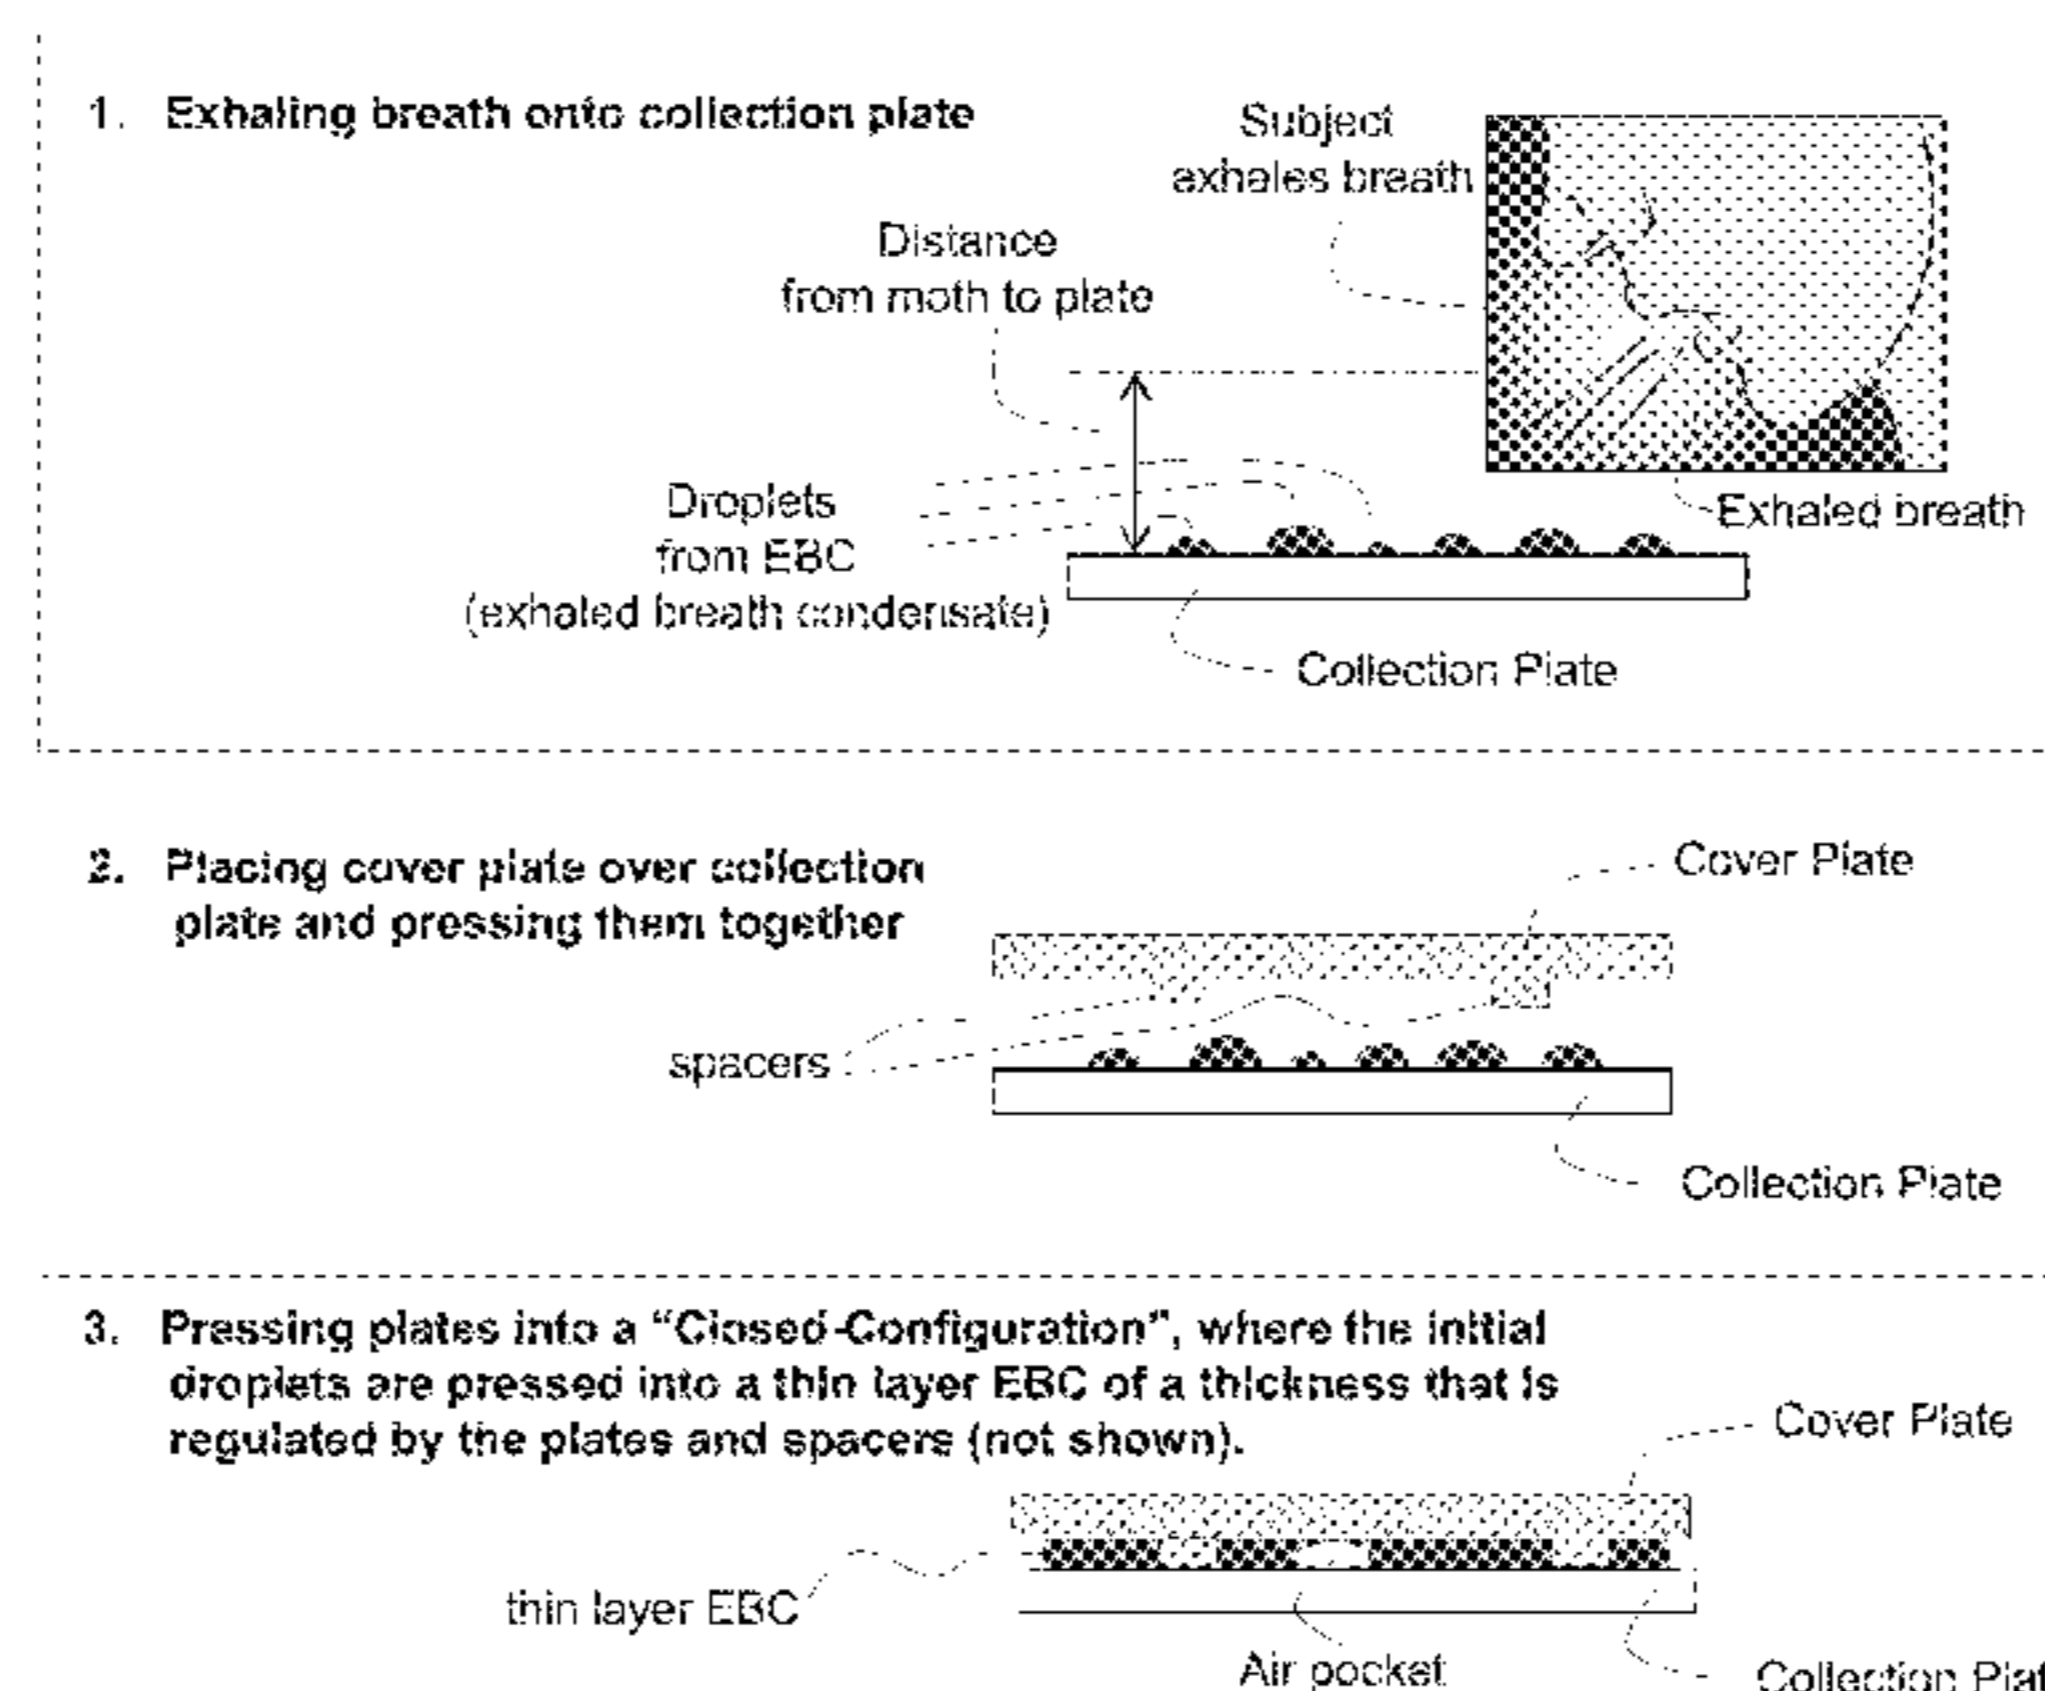 1. Exhaling breath onto collection plate
Subject
exhales breath
Distance
from moth to plate
Droplets
from EBC
(exhaled breath condensate)
Exhaled breath
Collection Plate
2. Placing cover plate over collection
plate and pressing them together
Cover Plate
spacers
Collection Plate
3. Pressing plates into a “Closed-Configuration”, where the initial
droplets are pressed into a thin layer EBC of a thickness that is
regulated by the plates and spacers (not shown).
Cover Plate
thin layer EBC
Air pocket
Collection Plat